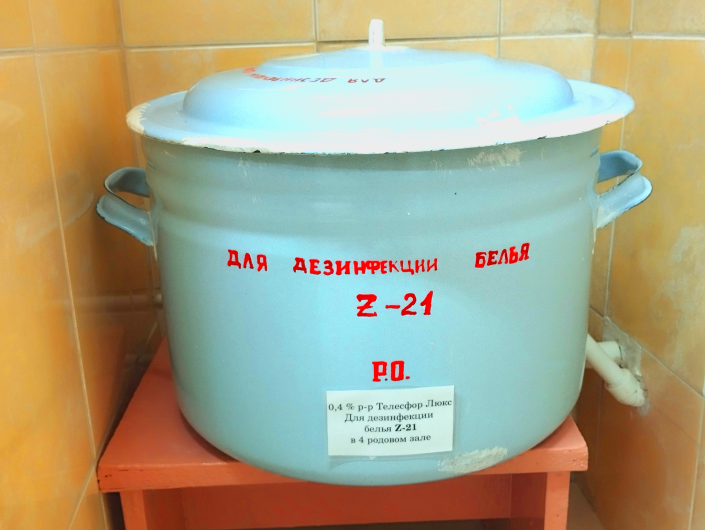 ДЛЯ ДЕЗИНФЕКЦИИ БЕЛЬЯ
Z-21
Р.О.
0,4 % р-р Телесфор Люкс
Для дезинфекции
белья Z-21
в 4 родовом зале